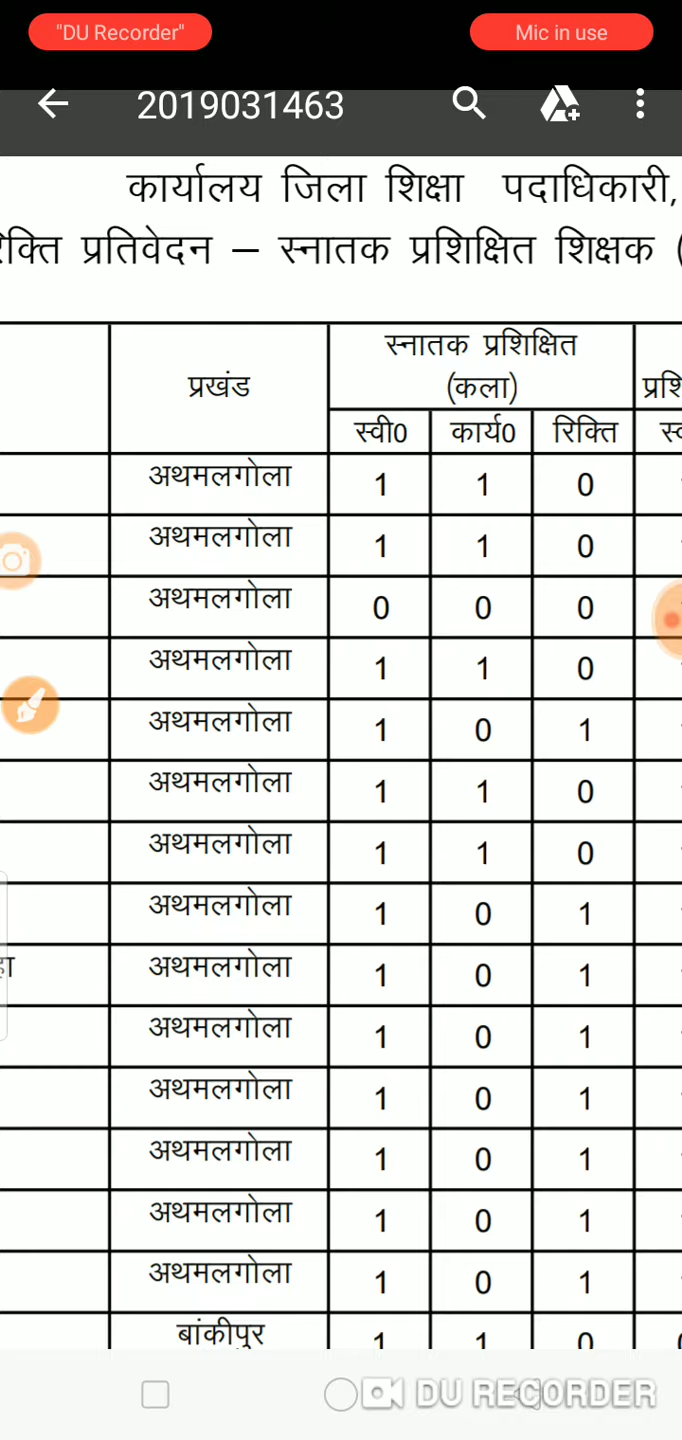 "DU Recorder" Mic in use
2019031463
कार्यालय जिला शिक्षा पदाधिकारी,
प्रतिवेदन – स्नातक प्रशिक्षित शिक्षक (
प्रखंड स्नातक प्रशिक्षित
(कला)
स्वी0 कार्य0 रिक्ति
अथमलगोला 1 1 0
अथमलगोला 1 1 0
अथमलगोला 0 0 0
अथमलगोला 1 1 0
अथमलगोला 1 0 1
अथमलगोला 1 1 0
अथमलगोला 1 1 0
अथमलगोला 1 0 1
अथमलगोला 1 0 1
अथमलगोला 1 0 1
अथमलगोला 1 0 1
अथमलगोला 1 0 1
अथमलगोला 1 0 1
अथमलगोला 1 0 1
बांकीपुर 1 1 0
DU RECORDER